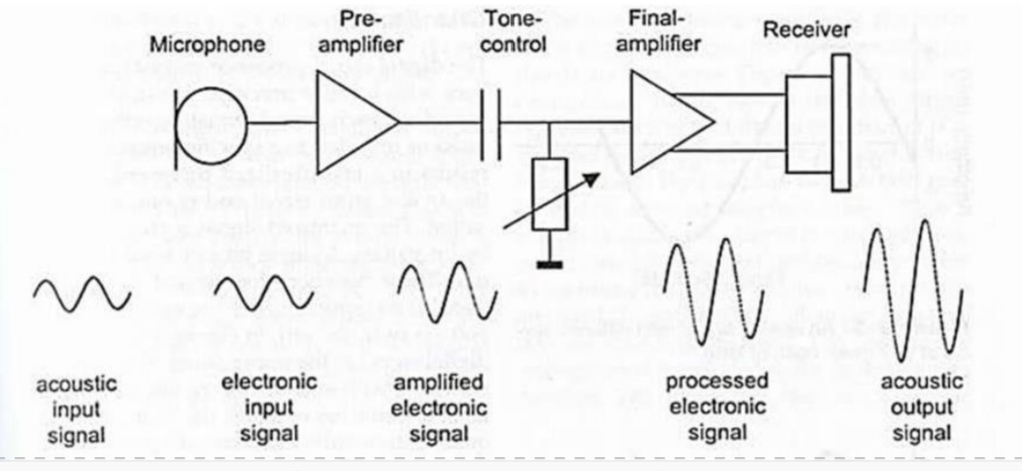 Microphone
Pre-
amplifier
Tone-
control
Final-
amplifier
Receiver
acoustic
input
signal
electronic
input
signal
amplified
electronic
signal
processed
electronic
signal
acoustic
output
signal